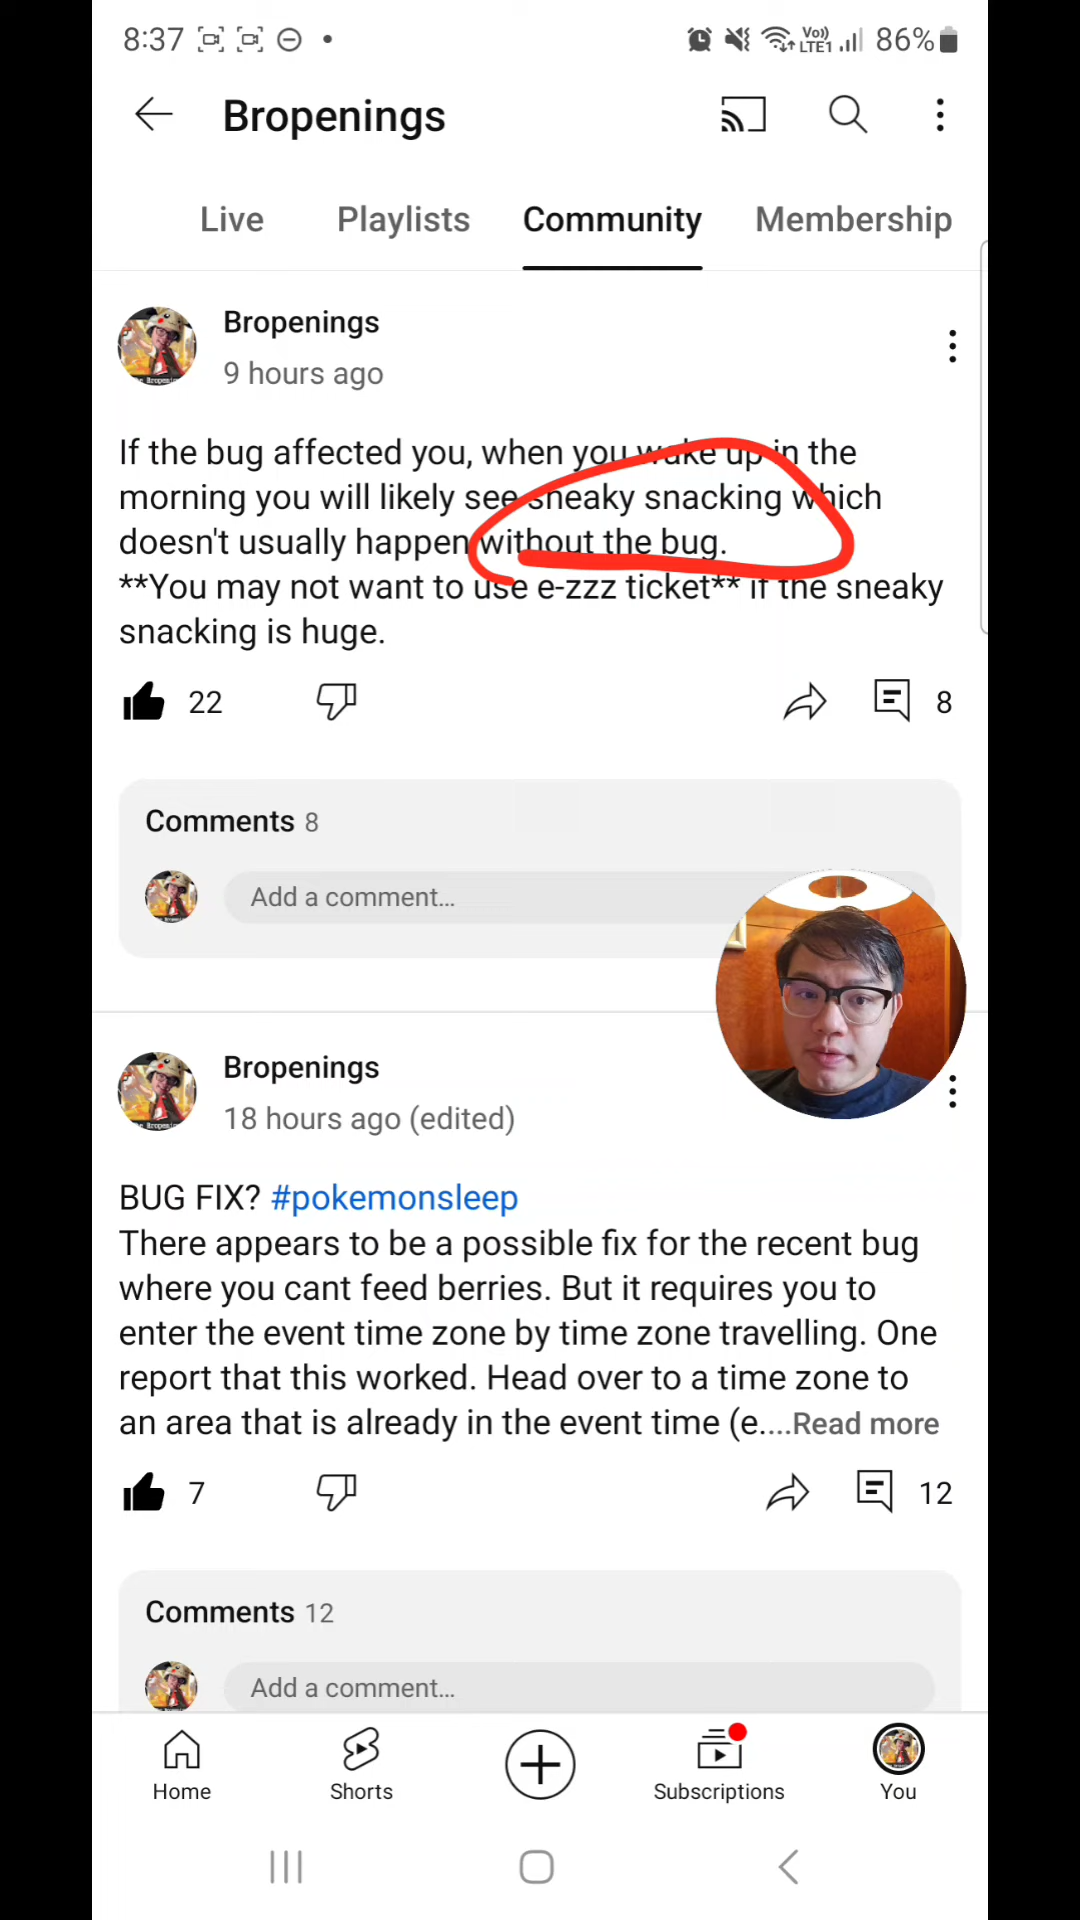 8:37
Vo))
LTE1
86%
Bropenings
Live
Playlists
Community
Membership
Bropenings
9 hours ago
If the bug affected you, when you wake up in the
morning you will likely see sneaky snacking which
doesn't usually happen without the bug.
**You may not want to use e-zzz ticket** if the sneaky
snacking is huge.
22
8
Comments 8
Add a comment...
Bropenings
18 hours ago (edited)
BUG FIX? #pokemonsleep
There appears to be a possible fix for the recent bug
where you cant feed berries. But it requires you to
enter the event time zone by time zone travelling. One
report that this worked. Head over to a time zone to
an area that is already in the event time (e....Read more
7
12
Comments 12
Add a comment...
Home
Shorts
Subscriptions
You